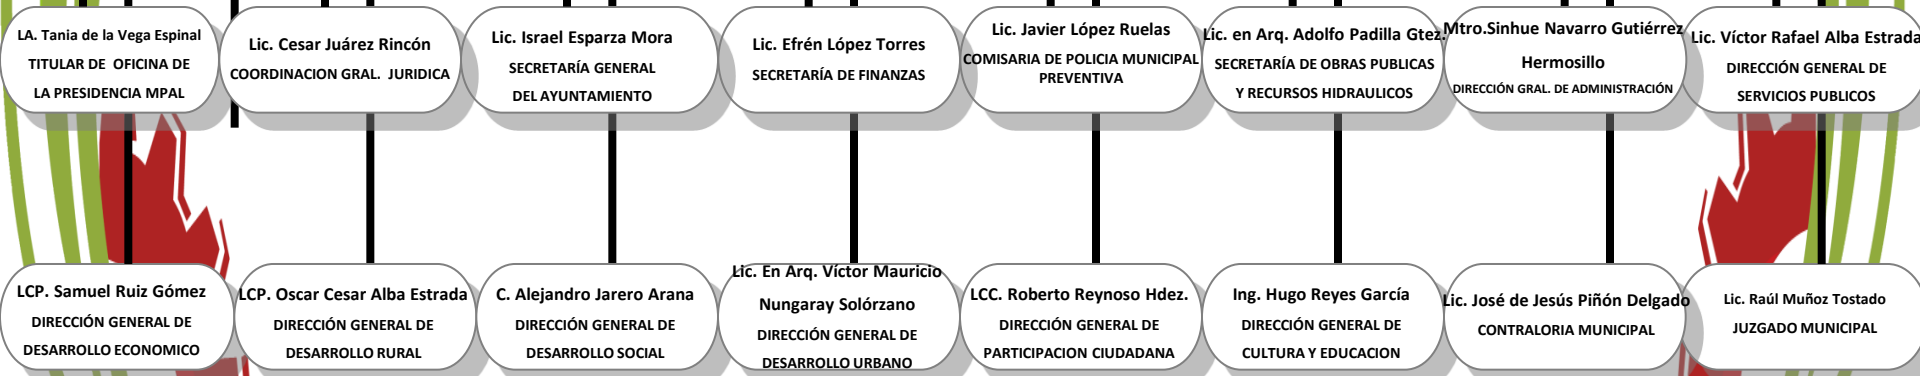 LA. Tania de la Vega Espinal
TITULAR DE OFICINA DE
LA PRESIDENCIA MPAL
Lic. Cesar Juárez Rincón
COORDINACION GRAL. JURIDICA
Lic. Israel Esparza Mora
SECRETARÍA GENERAL
DEL AYUNTAMIENTO
Lic. Efrén López Torres
SECRETARÍA DE FINANZAS
Lic. Javier López Ruelas
COMISARIA DE POLICIA MUNICIPAL
PREVENTIVA
Lic. en Arq. Adolfo Padilla Gtez.
SECRETARÍA DE OBRAS PUBLICAS
Y RECURSOS HIDRAULICOS
Mtro.Sinhue Navarro Gutiérrez
Hermosillo
DIRECCIÓN GRAL. DE ADMINISTRACIÓN
Lic. Víctor Rafael Alba Estrada
DIRECCIÓN GENERAL DE
SERVICIOS PUBLICOS
LCP. Samuel Ruiz Gómez
DIRECCIÓN GENERAL DE
DESARROLLO ECONOMICO
LCP. Oscar Cesar Alba Estrada
DIRECCIÓN GENERAL DE
DESARROLLO RURAL
C. Alejandro Jarero Arana
DIRECCIÓN GENERAL DE
DESARROLLO SOCIAL
Lic. En Arq. Víctor Mauricio
Nungaray Solórzano
DIRECCIÓN GENERAL DE
DESARROLLO URBANO
LCC. Roberto Reynoso Hdez.
DIRECCIÓN GENERAL DE
PARTICIPACION CIUDADANA
Ing. Hugo Reyes García
DIRECCIÓN GENERAL DE
CULTURA Y EDUCACION
Lic. José de Jesús Piñón Delgado
CONTRALORIA MUNICIPAL
Lic. Raúl Muñoz Tostado
JUZGADO MUNICIPAL